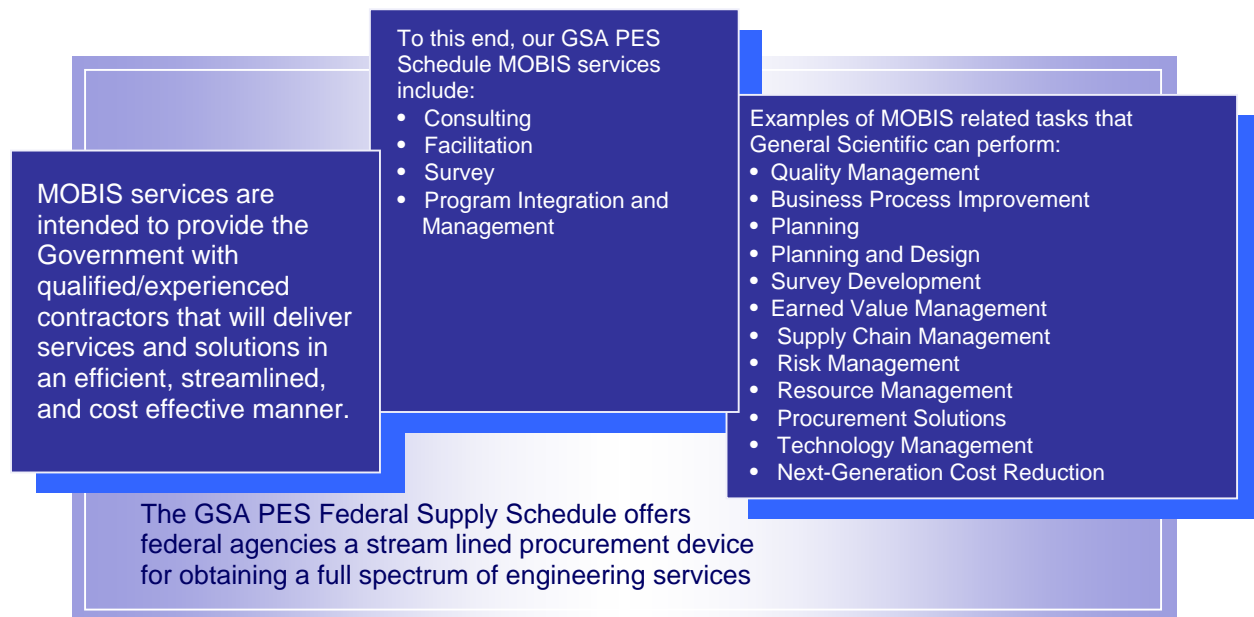 MOBIS services are
intended to provide the
Government with
qualified/experienced
contractors that will deliver
services and solutions in
an efficient, streamlined,
and cost effective manner.
To this end, our GSA PES
Schedule MOBIS services
include:
• Consulting
• Facilitation
• Survey
• Program Integration and
Management
Examples of MOBIS related tasks that
General Scientific can perform:
• Quality Management
• Business Process Improvement
• Planning
• Planning and Design
• Survey Development
• Earned Value Management
• Supply Chain Management
• Risk Management
• Resource Management
• Procurement Solutions
• Technology Management
• Next-Generation Cost Reduction
The GSA PES Federal Supply Schedule offers
federal agencies a stream lined procurement device
for obtaining a full spectrum of engineering services